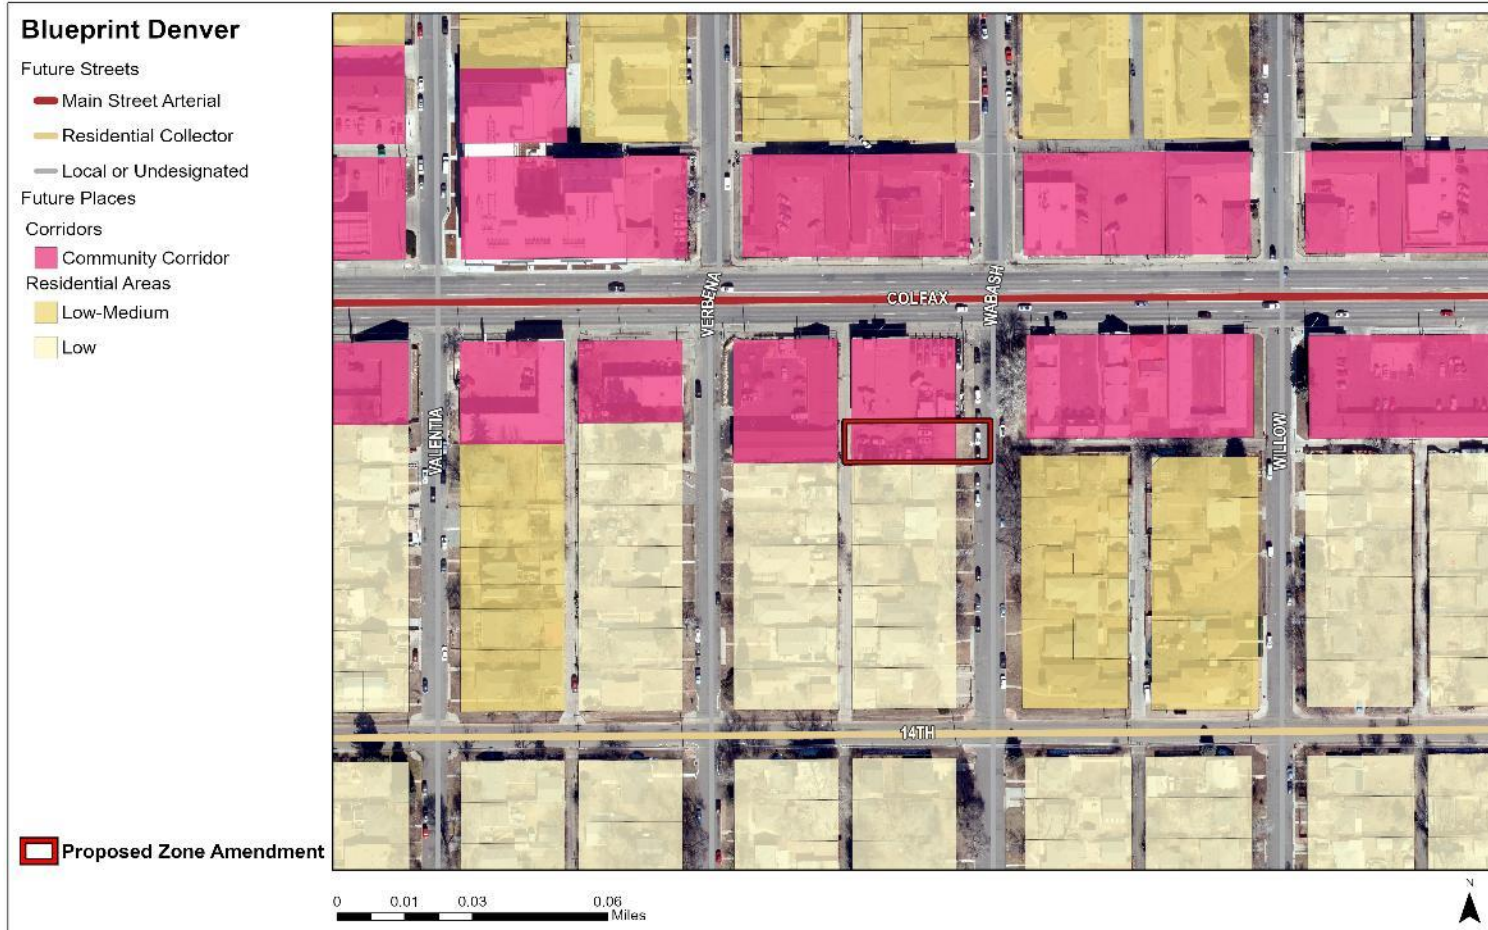 Blueprint Denver
Future Streets
Main Street Arterial
Residential Collector
Local or Undesignated
Future Places
Corridors
Community Corridor
Residential Areas
Low-Medium
Low
Proposed Zone Amendment
COLFAX
VERBENA
WABASH
VALENTIA
WILLOW
14TH
0 0.01 0.03 0.06
Miles
N